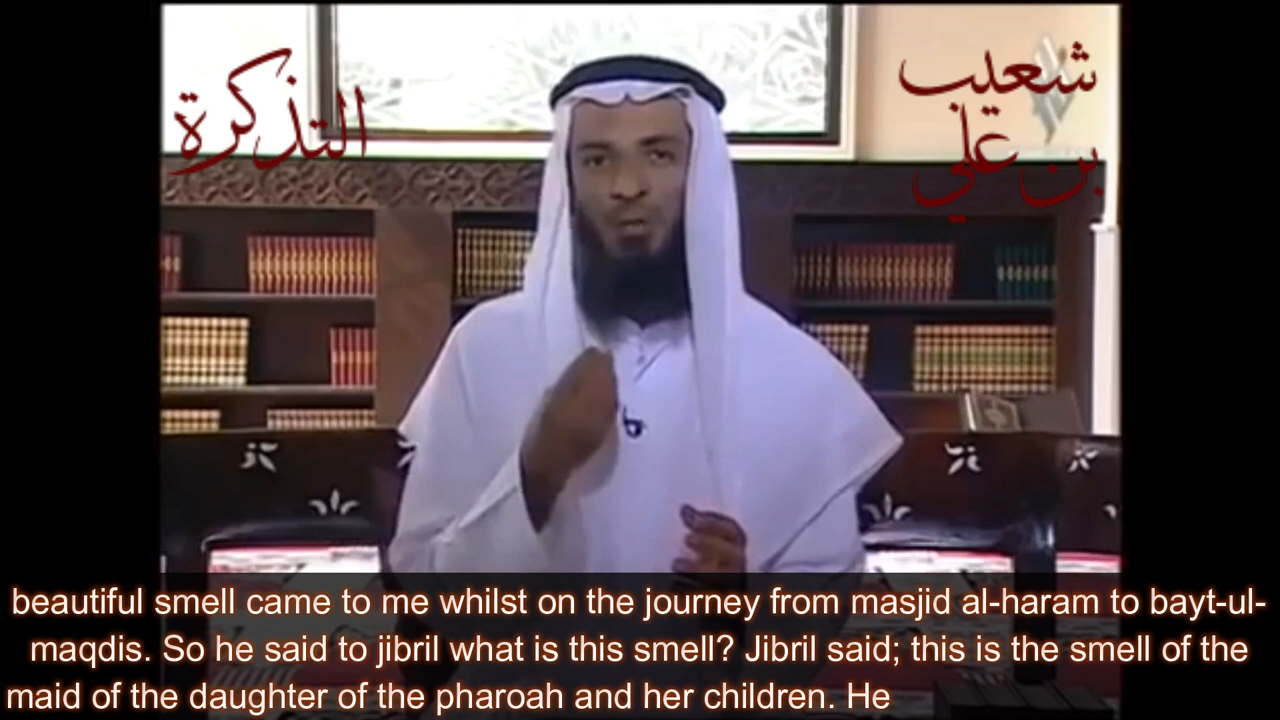 التذكرة
شعيب
بن علي
beautiful smell came to me whilst on the journey from masjid al-haram to bayt-ul-
maqdis. So he said to jibril what is this smell? Jibril said; this is the smell of the
maid of the daughter of the pharoah and her children. He